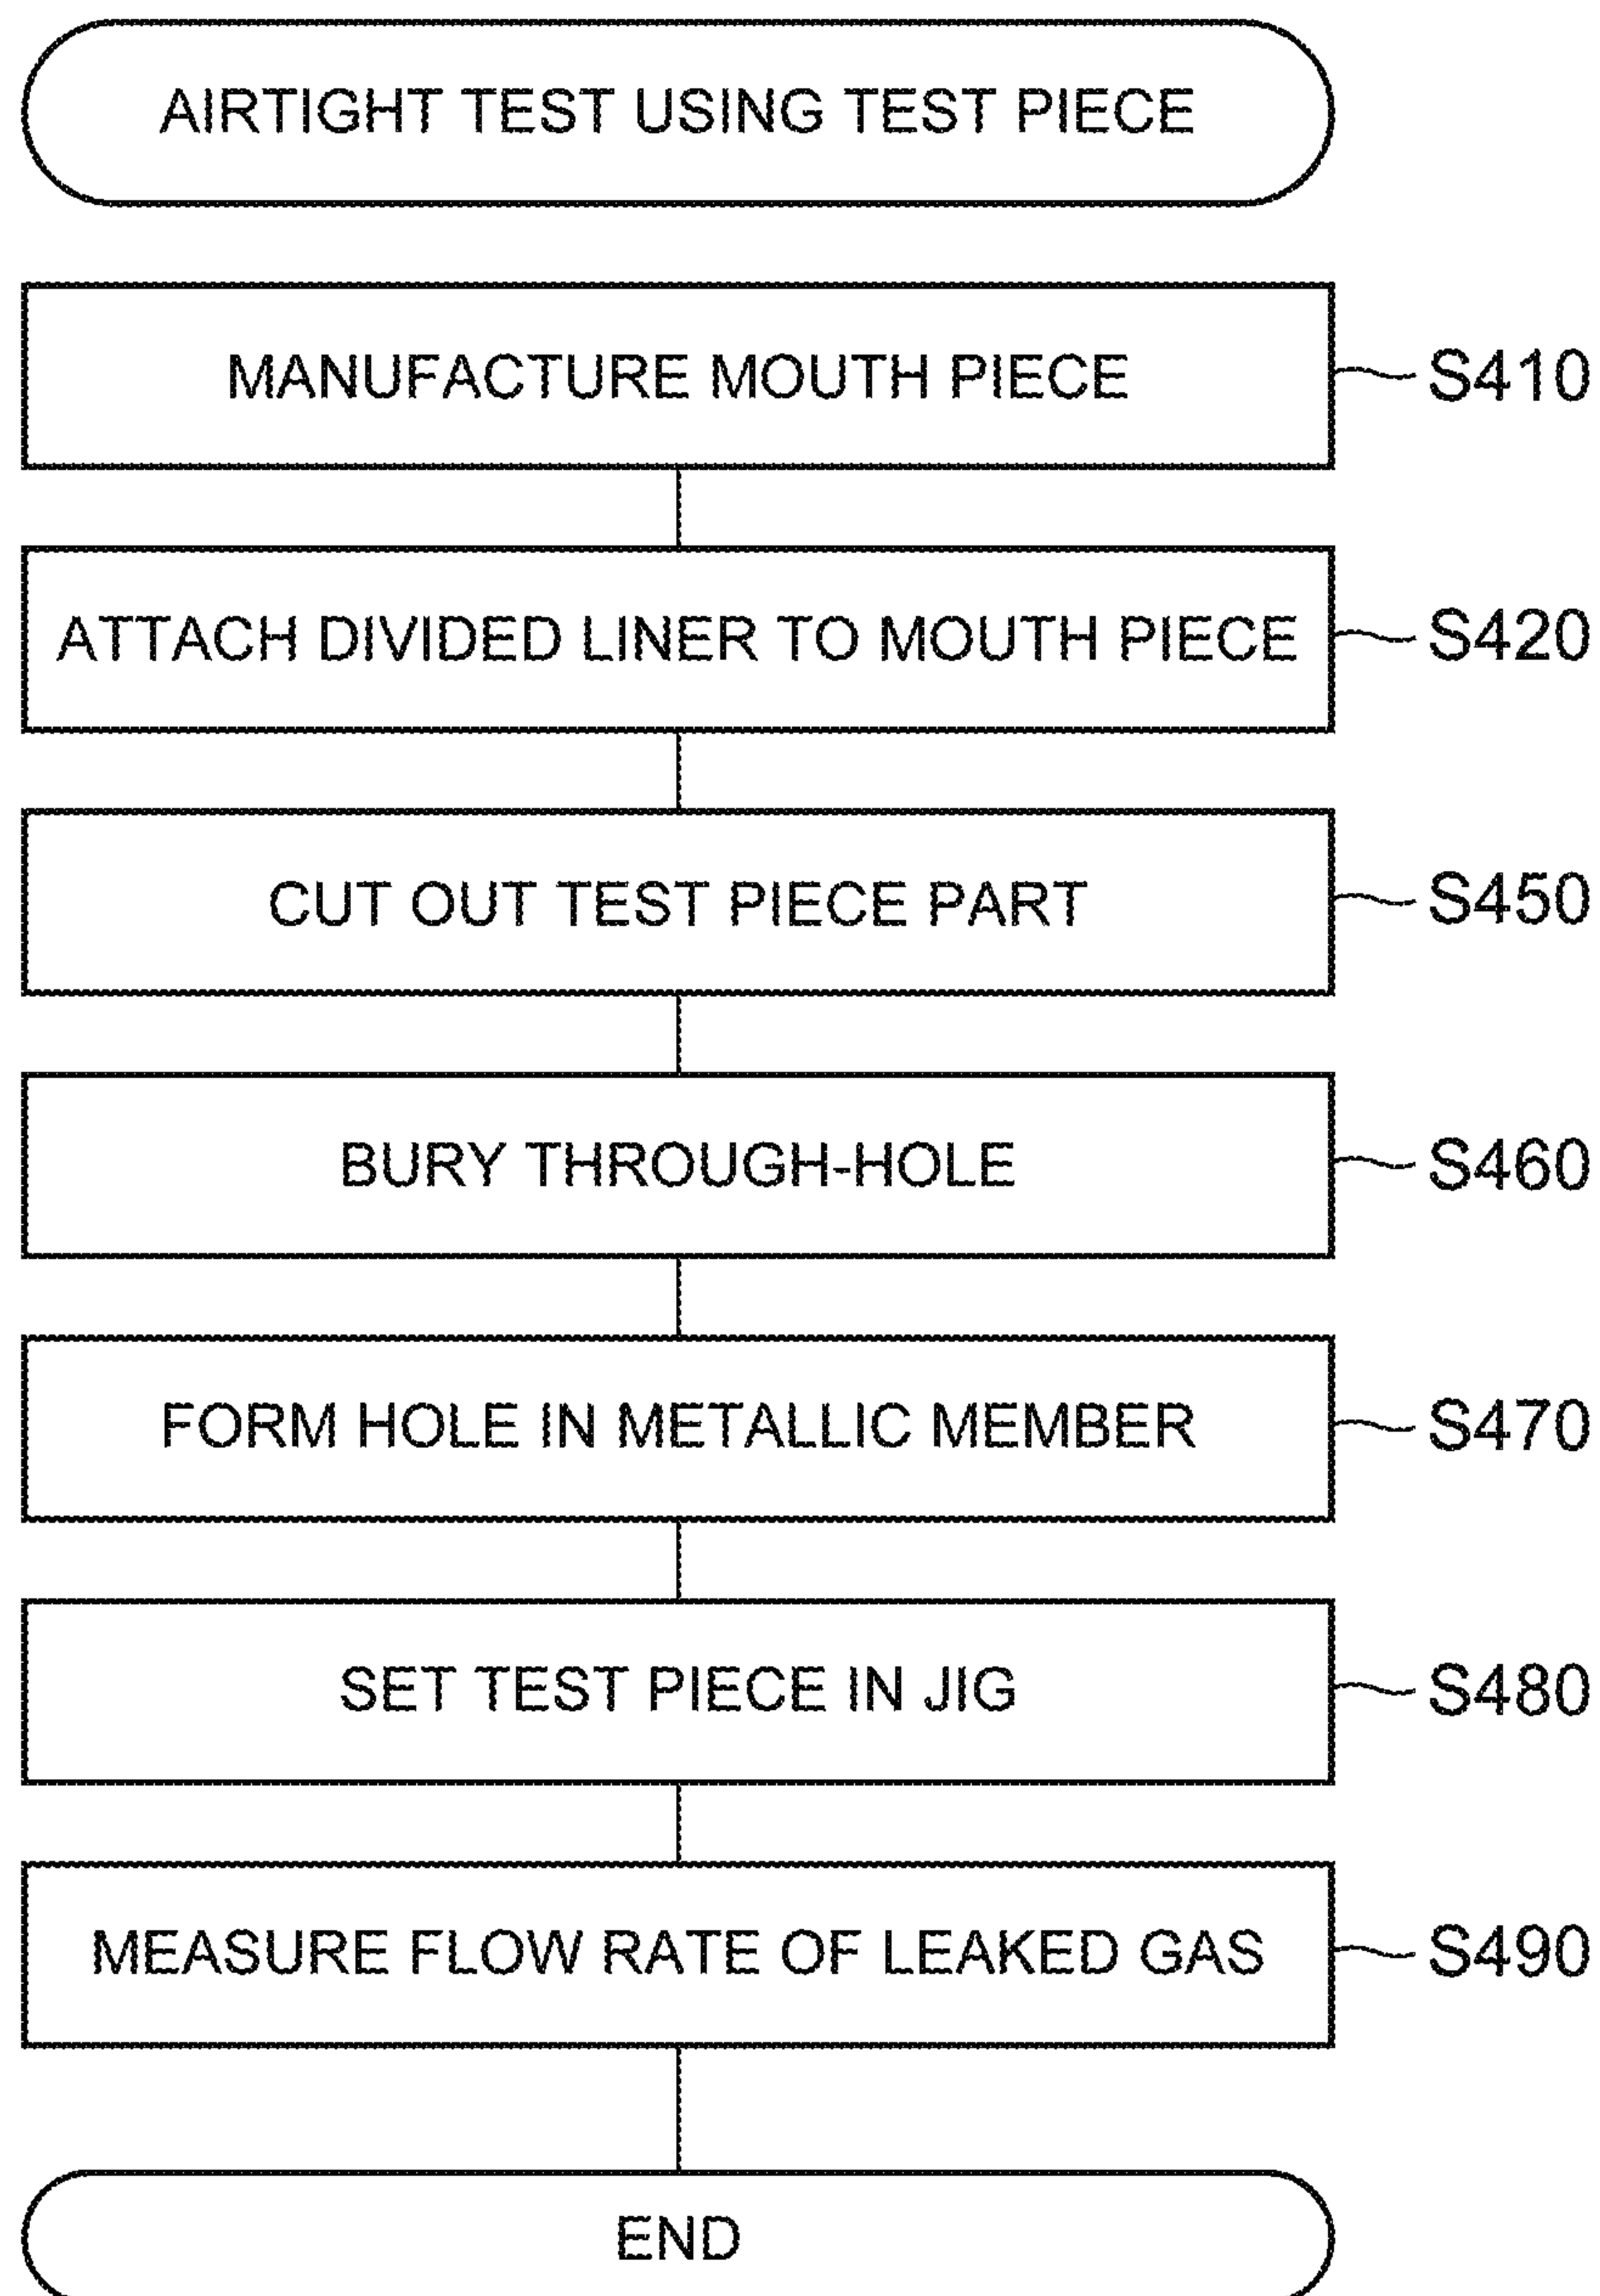 AIRTIGHT TEST USING TEST PIECE
MANUFACTURE MOUTH PIECE
S410
ATTACH DIVIDED LINER TO MOUTH PIECE
S420
CUT OUT TEST PIECE PART
S450
BURY THROUGH-HOLE
S460
FORM HOLE IN METALLIC MEMBER
S470
SET TEST PIECE IN JIG
S480
MEASURE FLOW RATE OF LEAKED GAS
S490
END